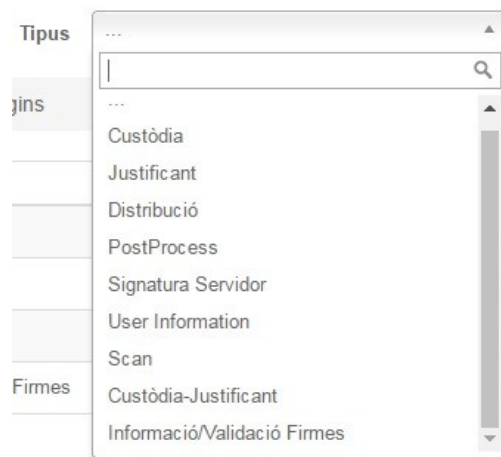 Tipus ...
gins ...
Custòdia
Justificant
Distribució
PostProcess
Signatura Servidor
User Information
Scan
Firmes Custòdia-Justificant
Informació/Validació Firmes